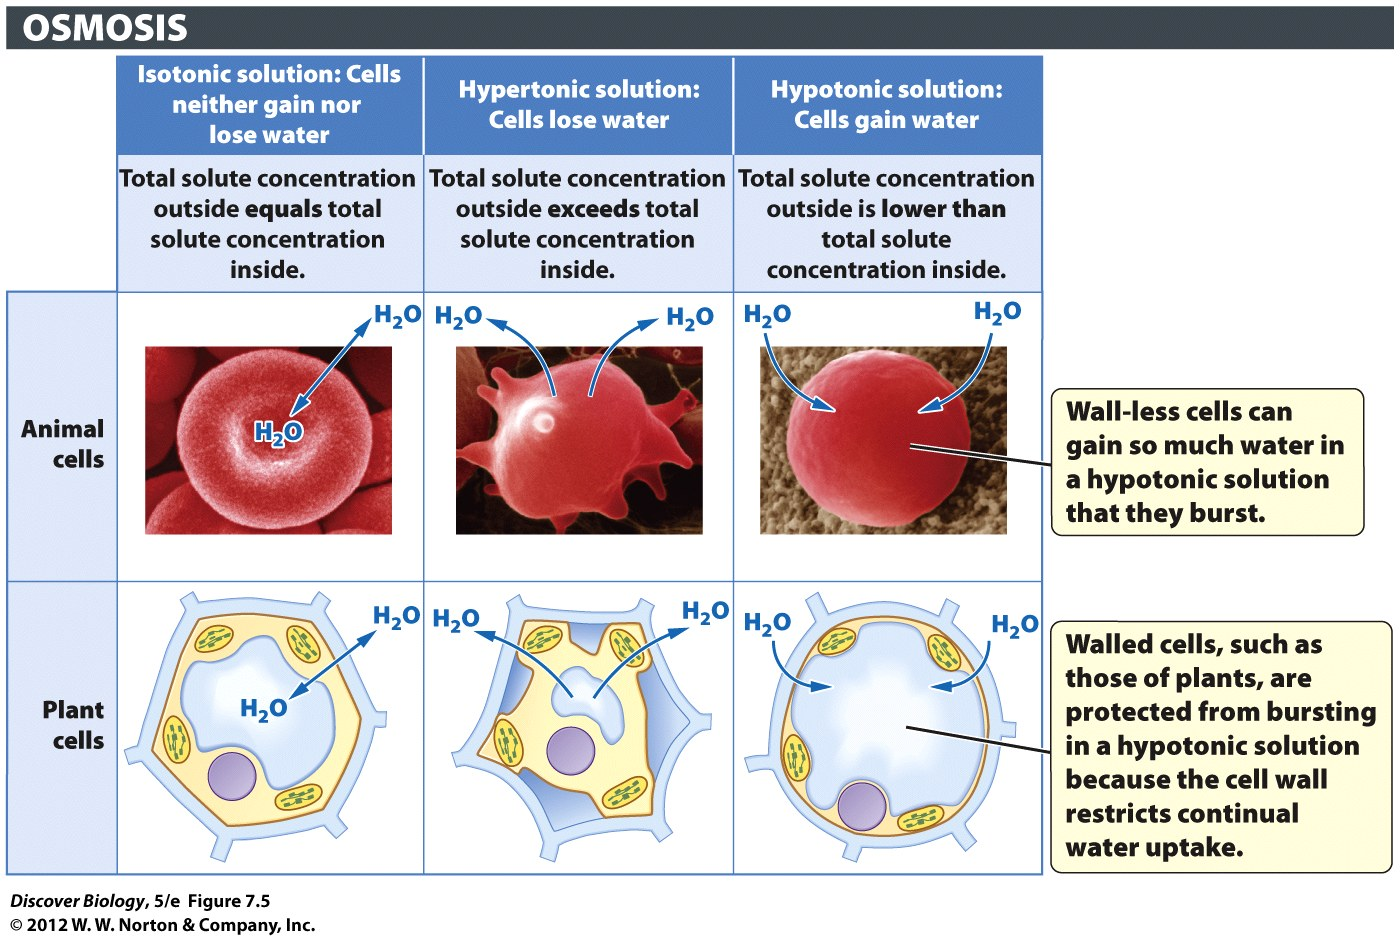 OSMOSIS
Isotonic solution: Cells
neither gain nor
lose water
Hypertonic solution:
Cells lose water
Hypotonic solution:
Cells gain water
Total solute concentration
outside equals total
solute concentration
inside.
Total solute concentration
outside exceeds total
solute concentration
inside.
Total solute concentration
outside is lower than
total solute
concentration inside.
Animal
cells
H₂O
H₂O
H₂O
H₂O
H₂O
H₂O
Wall-less cells can
gain so much water in
a hypotonic solution
that they burst.
Plant
cells
H₂O
H₂O
H₂O
H₂O
H₂O
H₂O
Walled cells, such as
those of plants, are
protected from bursting
in a hypotonic solution
because the cell wall
restricts continual
water uptake.
Discover Biology, 5/e Figure 7.5
© 2012 W. W. Norton & Company, Inc.